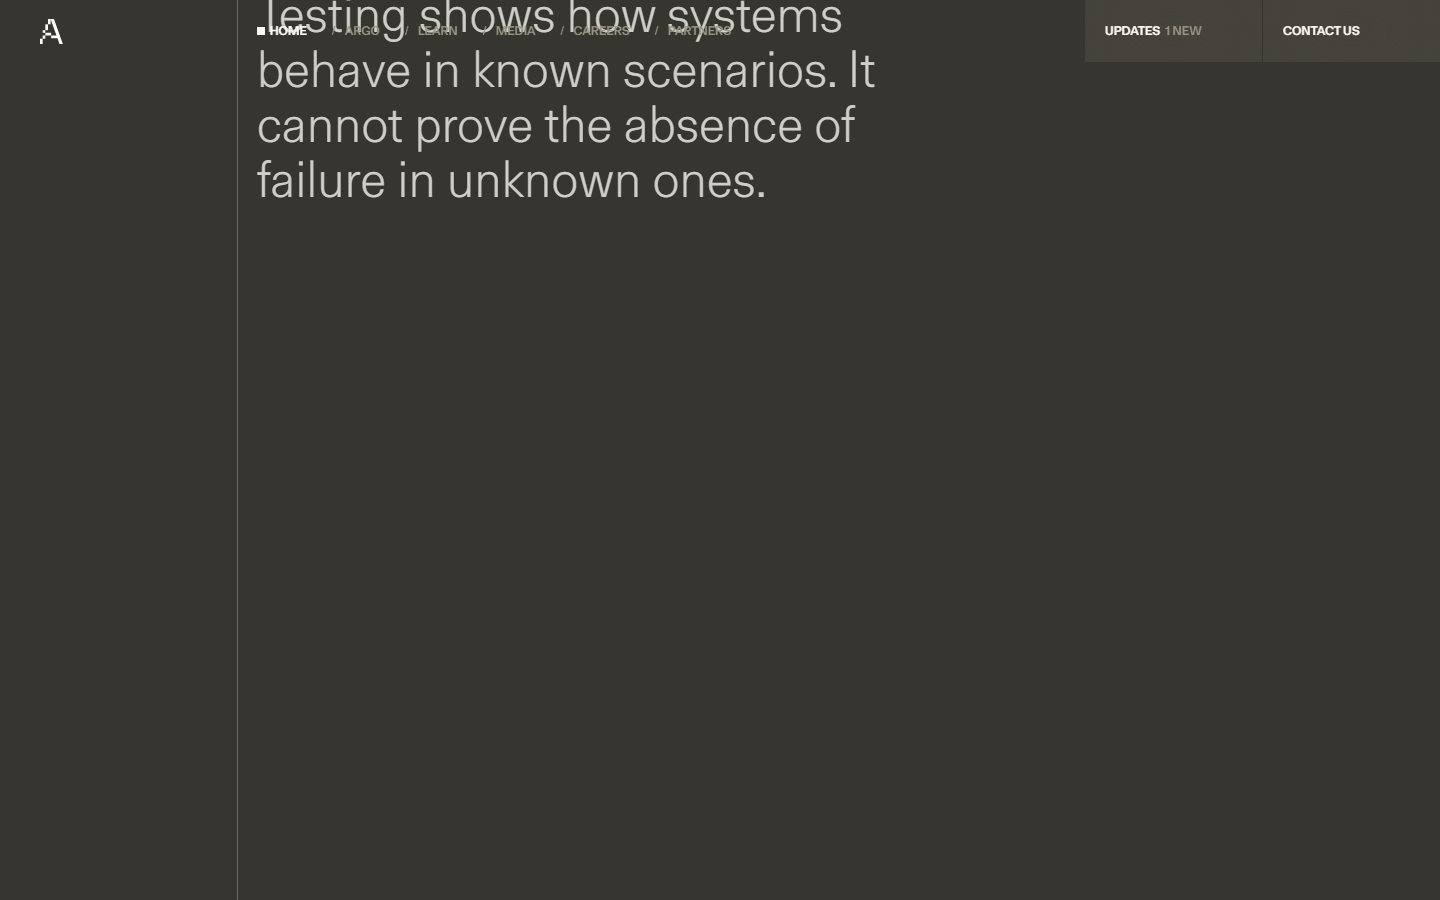 HOME / ARGO / LEARN / MEDIA / CAREERS / PARTNERS
UPDATES 1 NEW
CONTACT US
Testing shows how systems
behave in known scenarios. It
cannot prove the absence of
failure in unknown ones.